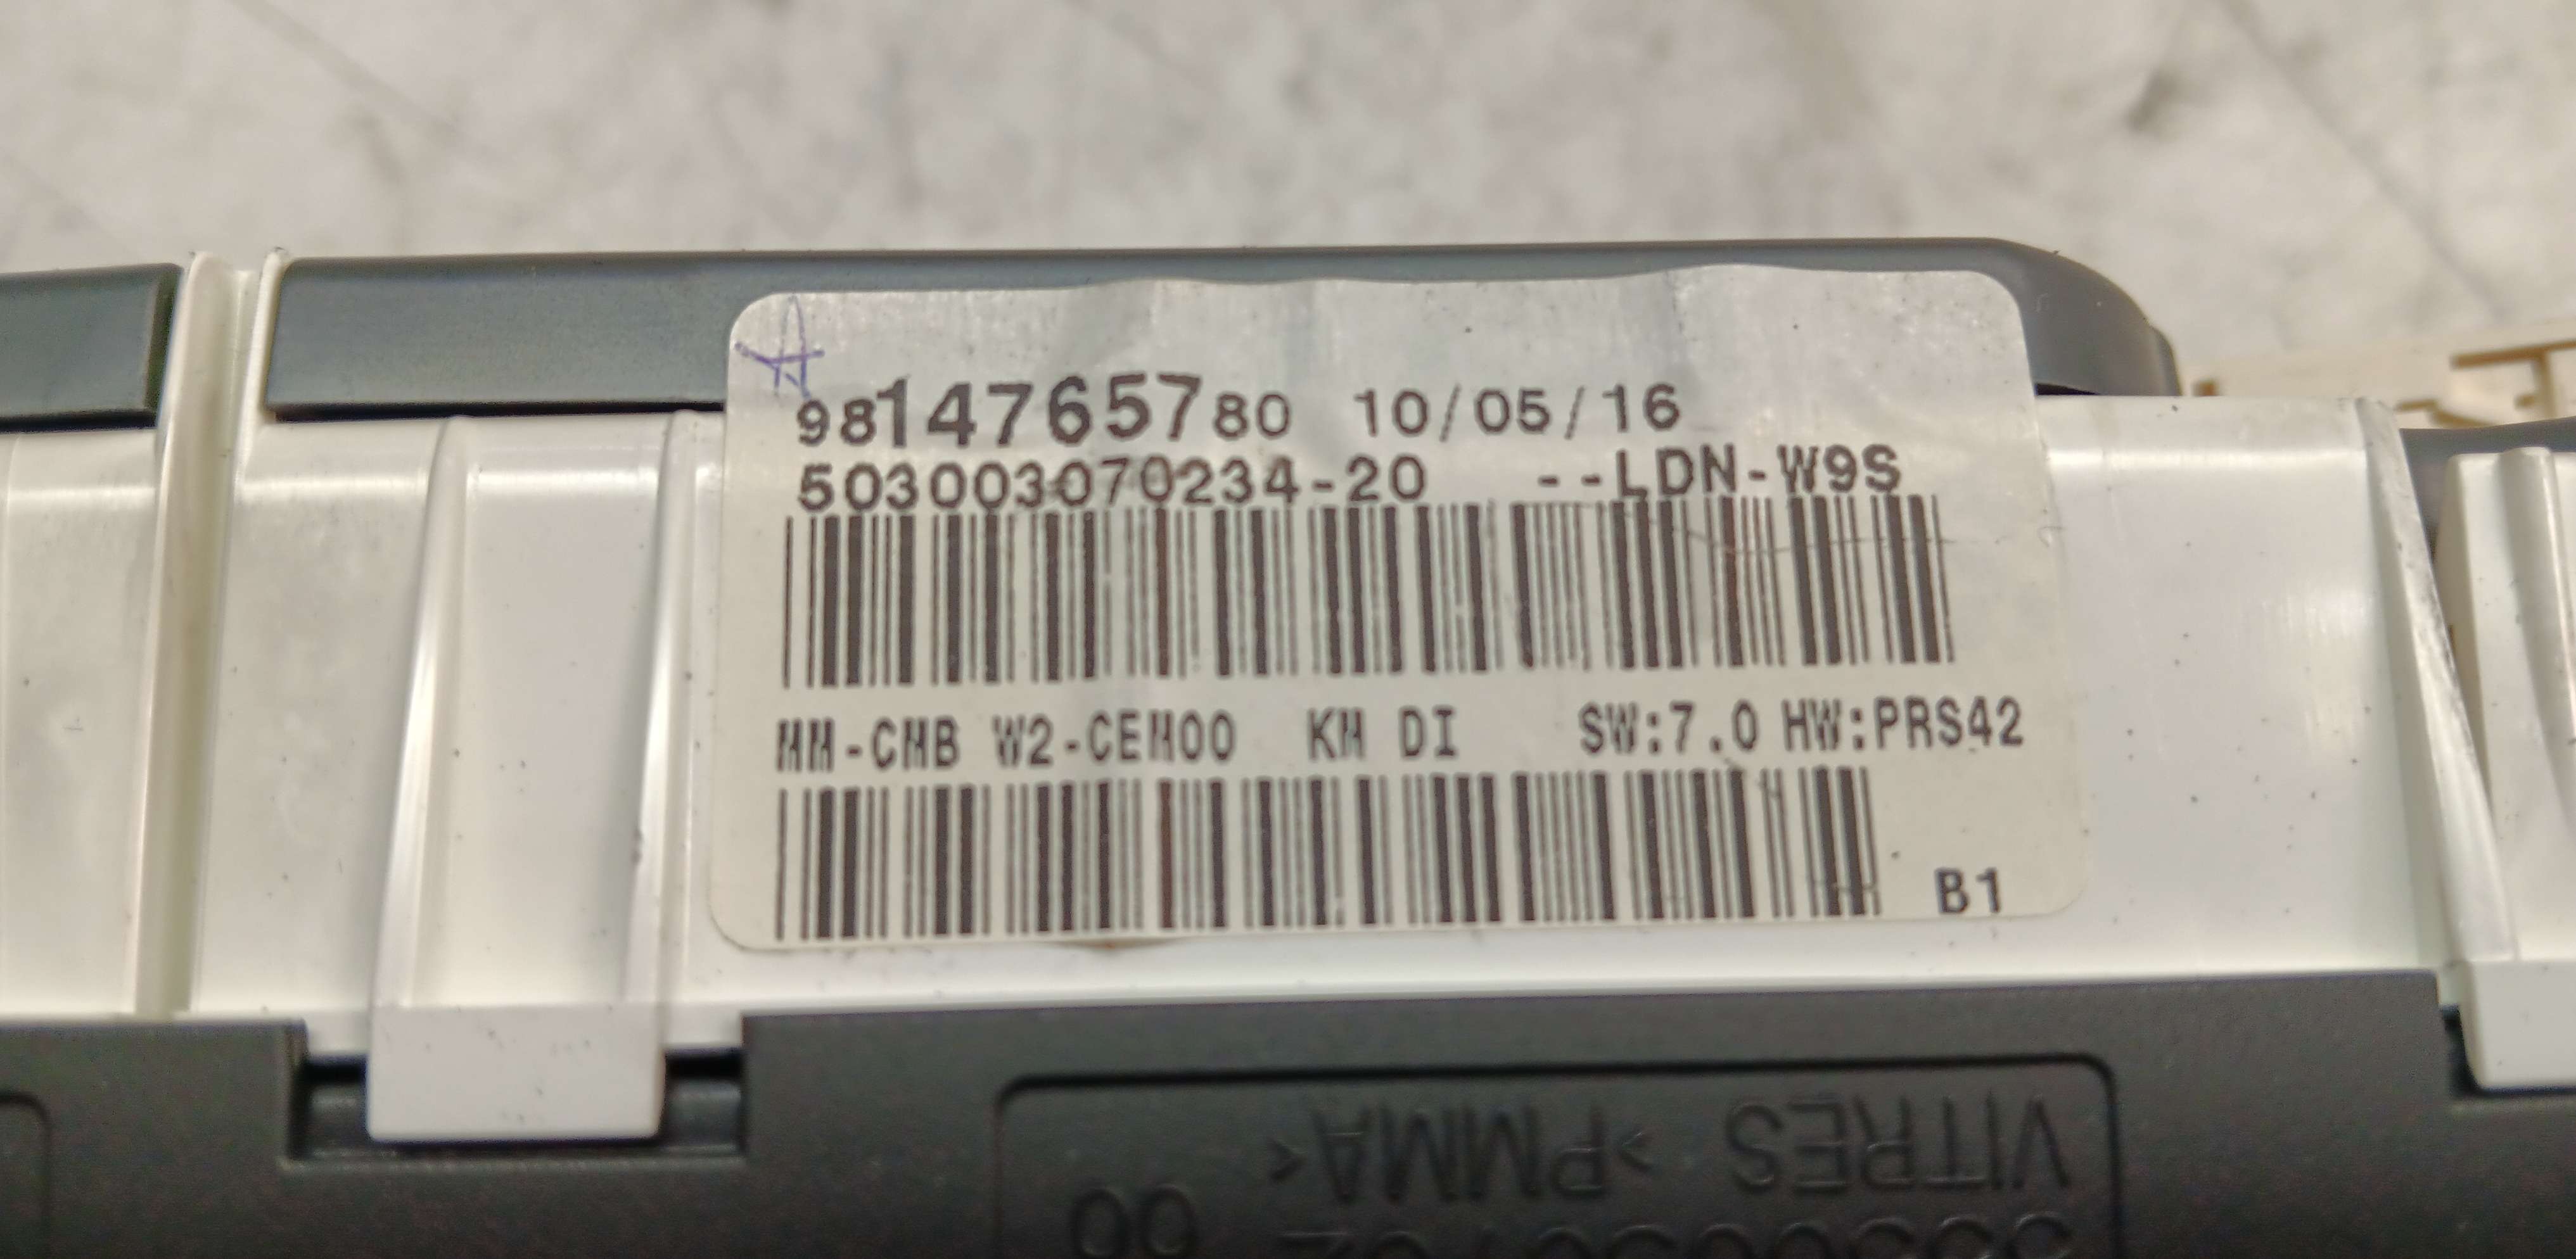 9814765780 10/05/16
503003070234-20 --LDN-W9S
MM-CMB W2-CEM00 KM DI SW:7.0 HW:PRS42
B1
VITRES >PMMA<
00